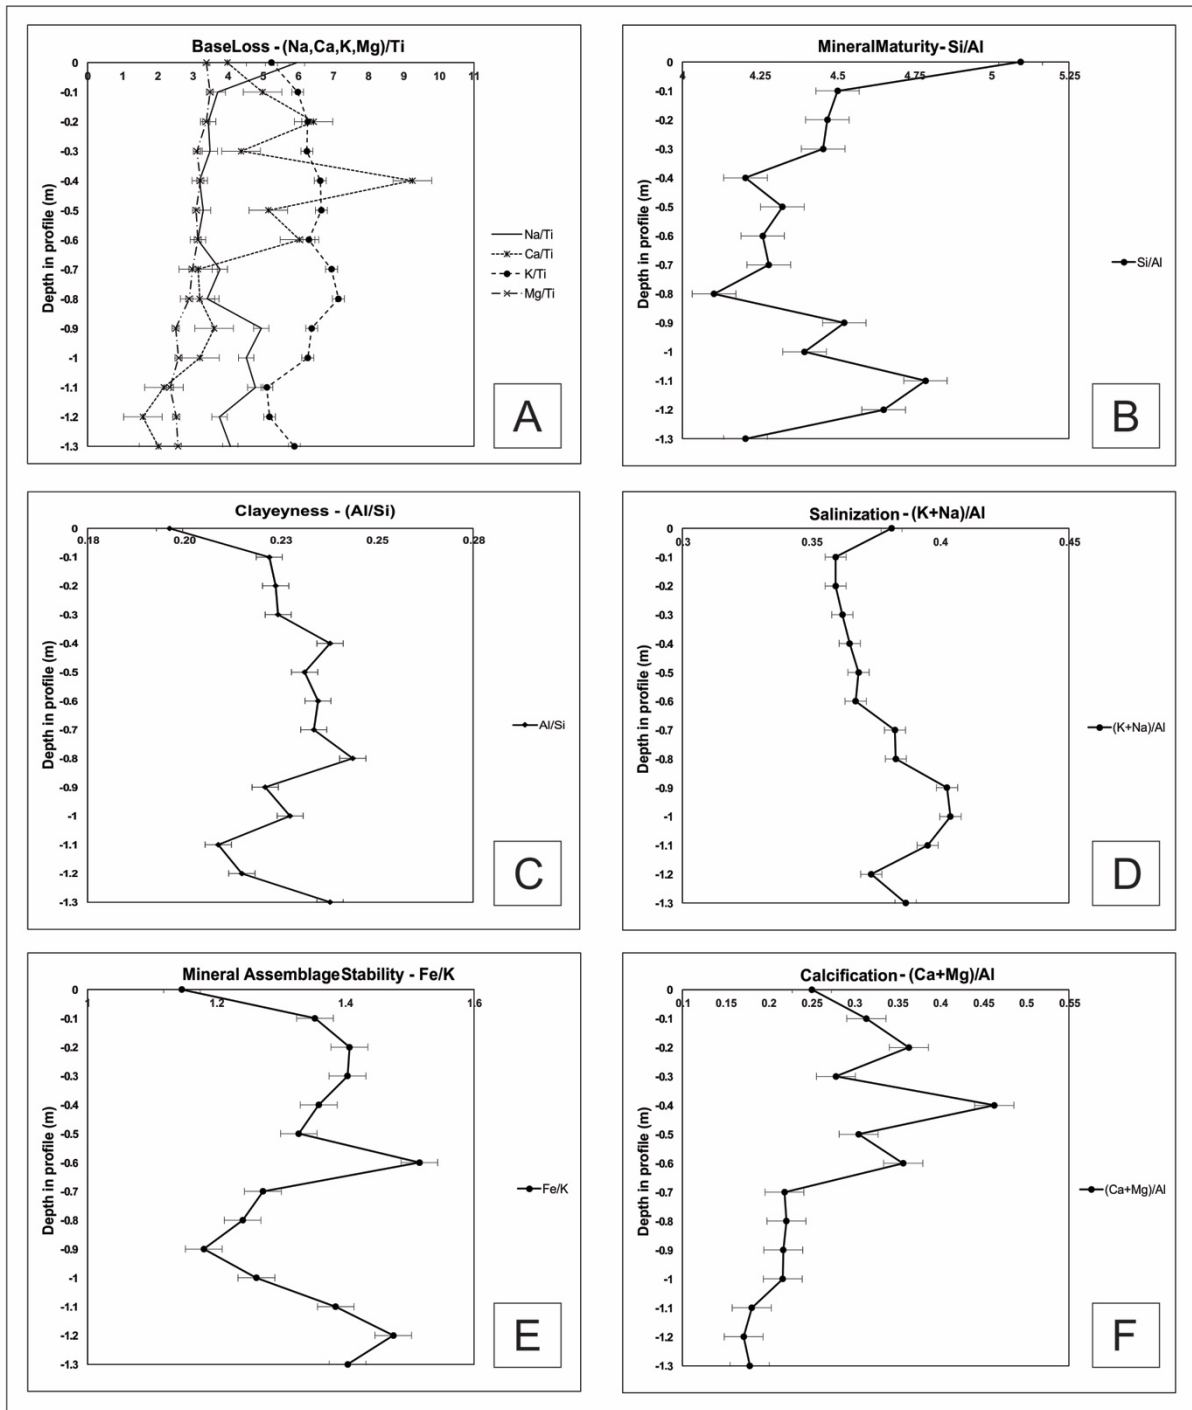 BaseLoss - (Na,Ca,K,Mg)/Ti
0 1 2 3 4 5 6 7 8 9 10 11
Depth in profile (m)
0
-0.1
-0.2
-0.3
-0.4
-0.5
-0.6
-0.7
-0.8
-0.9
-1
-1.1
-1.2
-1.3
Na/Ti
Ca/Ti
K/Ti
Mg/Ti
A
MineralMaturity- Si/Al
4 4.25 4.5 4.75 5 5.25
Depth in profile (m)
0
-0.1
-0.2
-0.3
-0.4
-0.5
-0.6
-0.7
-0.8
-0.9
-1
-1.1
-1.2
-1.3
Si/Al
B
Clayeyness - (Al/Si)
0.18 0.20 0.23 0.25 0.28
Depth in profile (m)
0
-0.1
-0.2
-0.3
-0.4
-0.5
-0.6
-0.7
-0.8
-0.9
-1
-1.1
-1.2
-1.3
Al/Si
C
Salinization - (K+Na)/Al
0.3 0.35 0.4 0.45
Depth in profile (m)
0
-0.1
-0.2
-0.3
-0.4
-0.5
-0.6
-0.7
-0.8
-0.9
-1
-1.1
-1.2
-1.3
(K+Na)/Al
D
Mineral AssemblageStability - Fe/K
1 1.2 1.4 1.6
Depth in profile (m)
0
-0.1
-0.2
-0.3
-0.4
-0.5
-0.6
-0.7
-0.8
-0.9
-1
-1.1
-1.2
-1.3
Fe/K
E
Calcification - (Ca+Mg)/Al
0.1 0.15 0.2 0.25 0.3 0.35 0.4 0.45 0.5 0.55
Depth in profile (m)
0
-0.1
-0.2
-0.3
-0.4
-0.5
-0.6
-0.7
-0.8
-0.9
-1
-1.1
-1.2
-1.3
(Ca+Mg)/Al
F